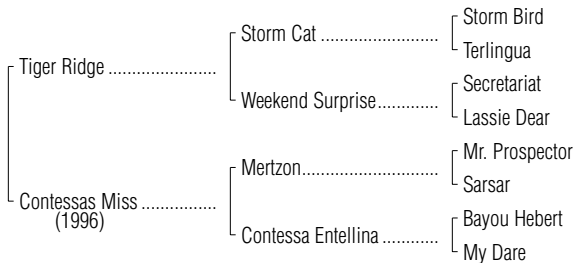 Storm Bird
Storm Cat ........................
Terlingua
Tiger Ridge ......................
Secretariat
Weekend Surprise.............
Lassie Dear
Mr. Prospector
Mertzon............................
Sarsar
Contessas Miss ...............
(1996)
Bayou Hebert
Contessa Entellina ............
My Dare